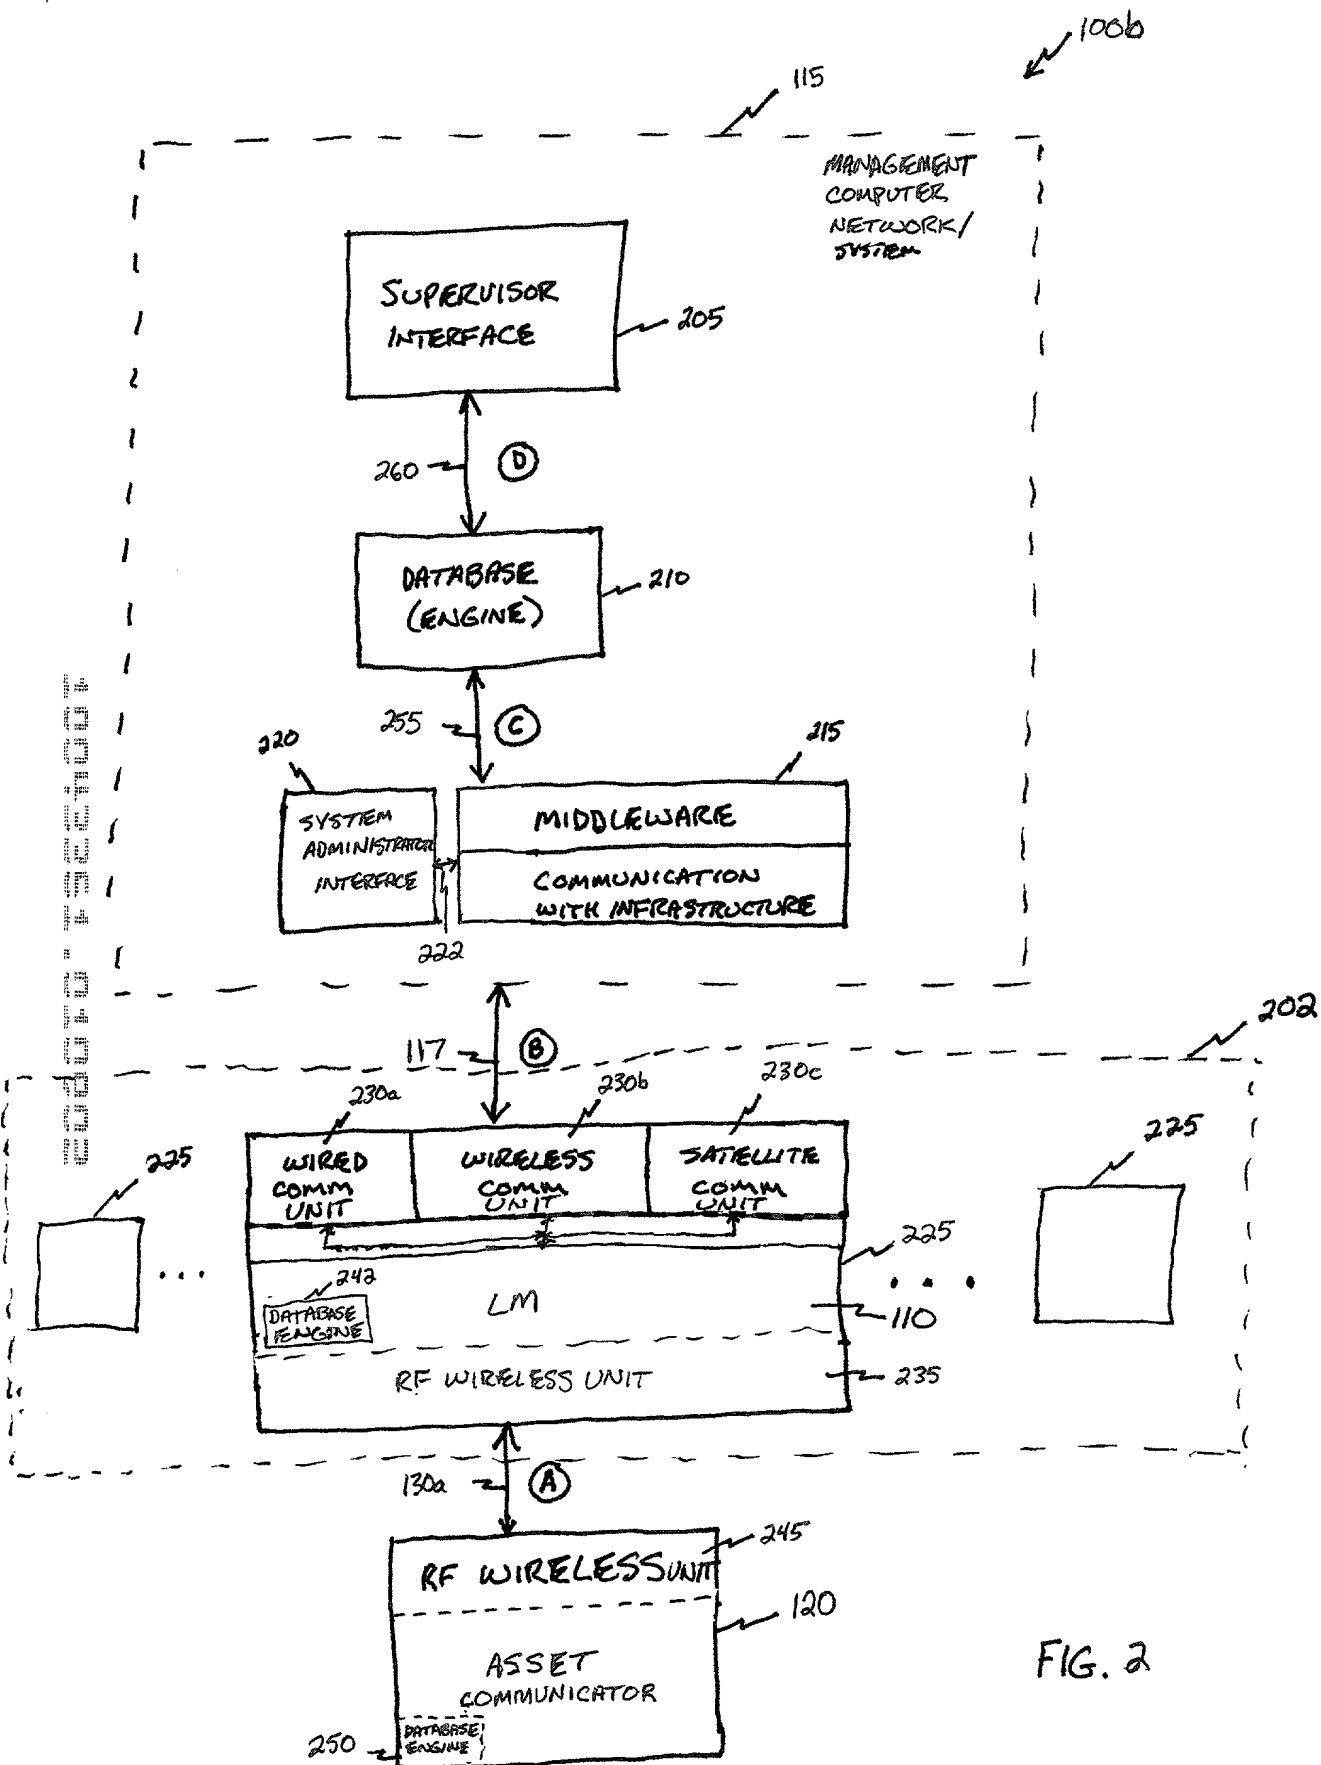 100b
115
MANAGEMENT
COMPUTER
NETWORK/
SYSTEM
SUPERVISOR
INTERFACE
205
260
D
DATABASE
(ENGINE)
210
255
C
220
215
SYSTEM
ADMINISTRATOR
INTERFACE
MIDDLEWARE
COMMUNICATION
WITH INFRASTRUCTURE
222
10043351.010902
202
117
B
230a
230b
230c
225
225
WIRED
COMM
UNIT
WIRELESS
COMM
UNIT
SATELLITE
COMM
UNIT
225
242
DATABASE
ENGINE
LM
110
RF WIRELESS UNIT
235
130a
A
RF WIRELESS UNIT
245
120
ASSET
COMMUNICATOR
DATABASE
ENGINE
250
FIG. 2